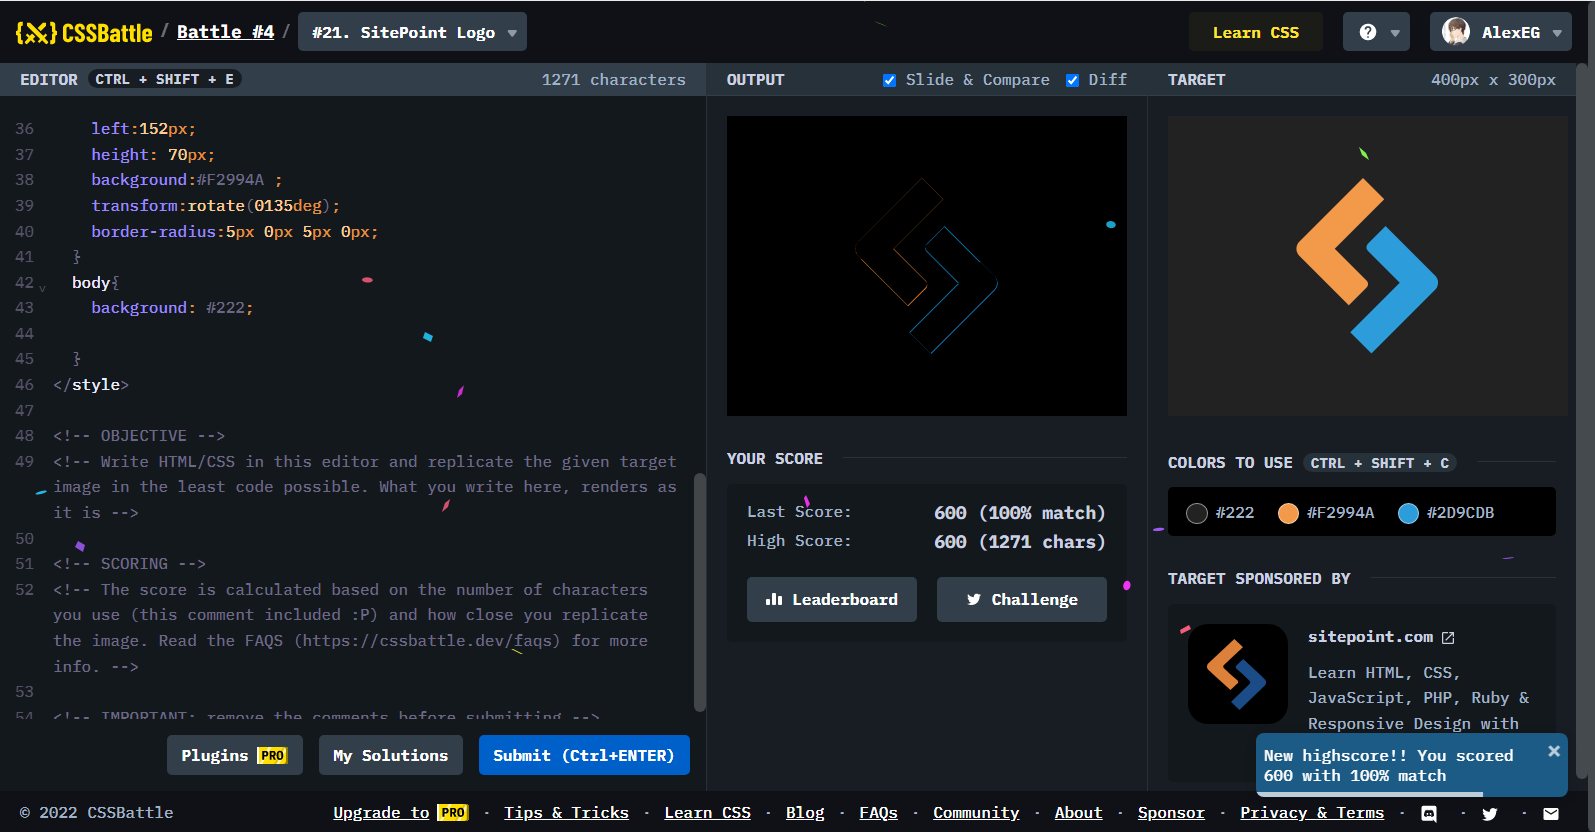 {X} CSSBattle / Battle #4 / #21. SitePoint Logo
Learn CSS
? AlexEG
EDITOR CTRL + SHIFT + E 1271 characters
36 left:152px;
37 height: 70px;
38 background:#F2994A ;
39 transform:rotate(0135deg);
40 border-radius:5px 0px 5px 0px;
41 }
42 body{
43 background: #222;
44
45 }
46 </style>
47
48 <!-- OBJECTIVE -->
49 <!-- Write HTML/CSS in this editor and replicate the given target
image in the least code possible. What you write here, renders as
it is -->
50
51 <!-- SCORING -->
52 <!-- The score is calculated based on the number of characters
you use (this comment included :P) and how close you replicate
the image. Read the FAQS (https://cssbattle.dev/faqs) for more
info. -->
53
54 <!-- IMPORTANT: remove the comments before submitting -->
Plugins PRO
My Solutions
Submit (Ctrl+ENTER)
OUTPUT Slide & Compare Diff
YOUR SCORE
Last Score: 600 (100% match)
High Score: 600 (1271 chars)
Leaderboard
Challenge
TARGET 400px x 300px
COLORS TO USE CTRL + SHIFT + C
#222 #F2994A #2D9CDB
TARGET SPONSORED BY
sitepoint.com
Learn HTML, CSS,
JavaScript, PHP, Ruby &
Responsive Design with
New highscore!! You scored
600 with 100% match
© 2022 CSSBattle
Upgrade to PRO · Tips & Tricks · Learn CSS · Blog · FAQs · Community · About · Sponsor · Privacy & Terms · · ·